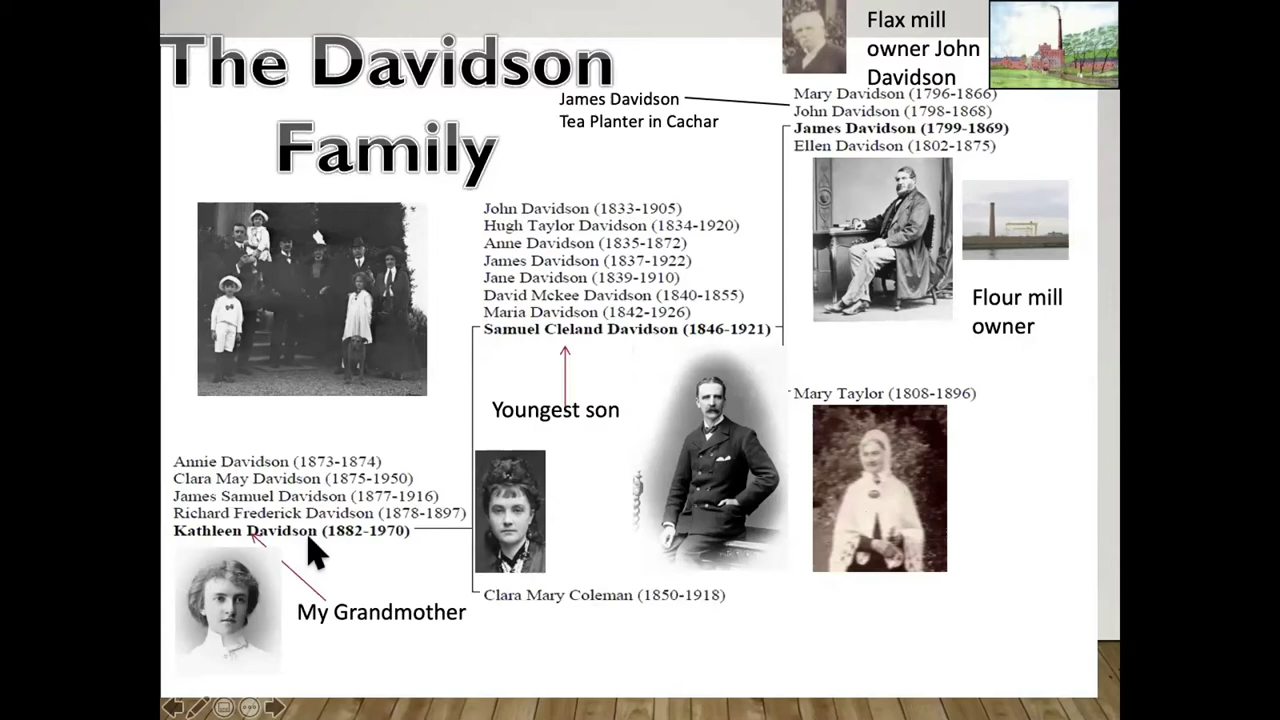 The Davidson
Family
Flax mill
owner John
Davidson
James Davidson
Tea Planter in Cachar
Mary Davidson (1796-1866)
John Davidson (1798-1868)
James Davidson (1799-1869)
Ellen Davidson (1802-1875)
John Davidson (1833-1905)
Hugh Taylor Davidson (1834-1920)
Anne Davidson (1835-1872)
James Davidson (1837-1922)
Jane Davidson (1839-1910)
David Mckee Davidson (1840-1855)
Maria Davidson (1842-1926)
Samuel Cleland Davidson (1846-1921)
Flour mill
owner
Youngest son
Mary Taylor (1808-1896)
Annie Davidson (1873-1874)
Clara May Davidson (1875-1950)
James Samuel Davidson (1877-1916)
Richard Frederick Davidson (1878-1897)
Kathleen Davidson (1882-1970)
Clara Mary Coleman (1850-1918)
My Grandmother